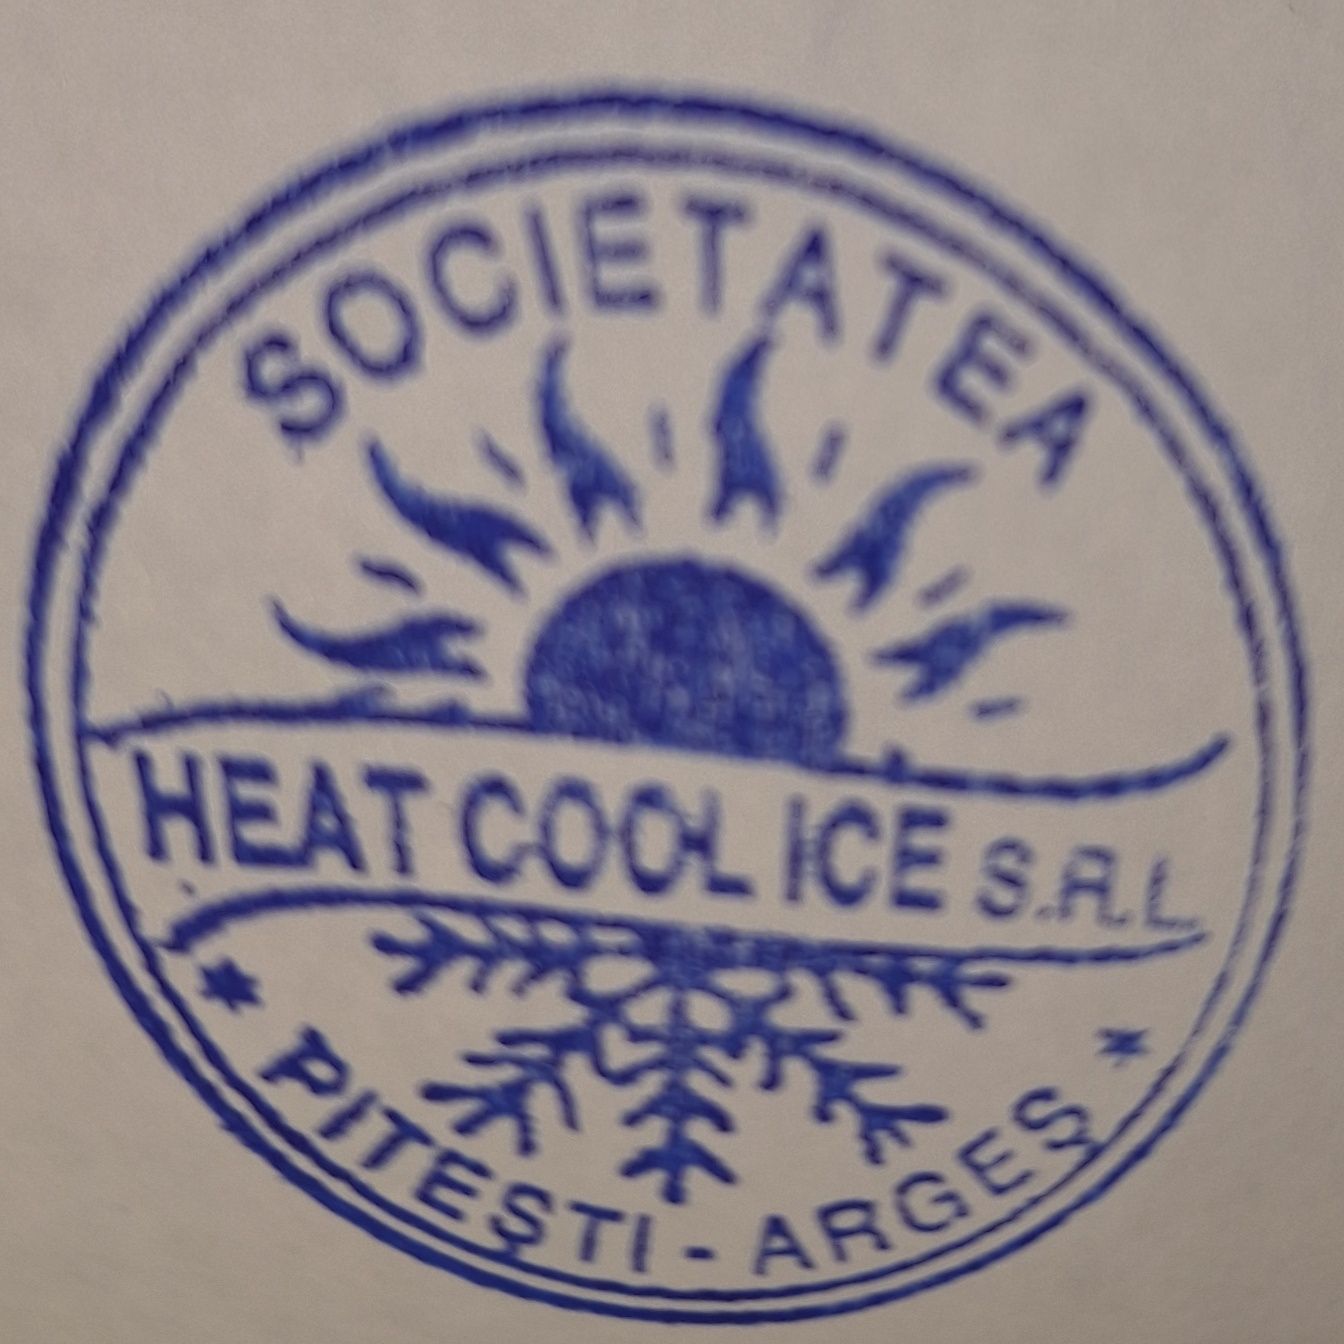 SOCIETATEA
HEAT COOL ICE S.R.L.
* PITEȘTI - ARGEȘ *